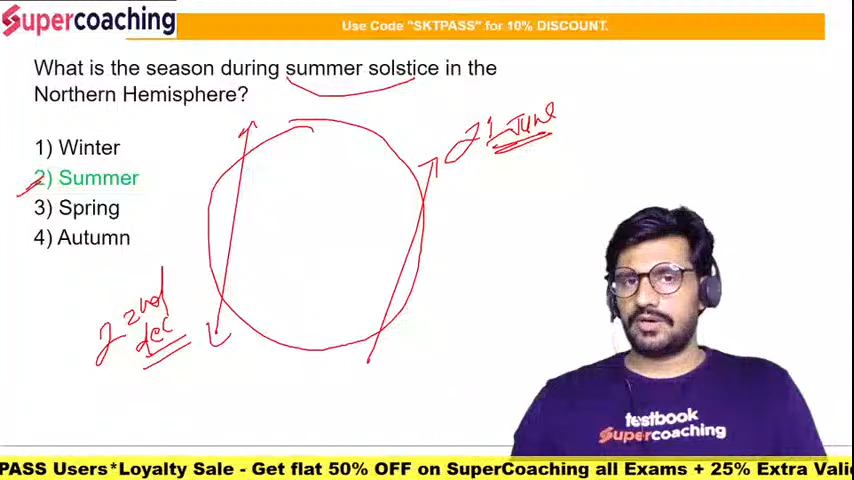 Supercoaching
Use Code "SKTPASS" for 10% DISCOUNT.
What is the season during summer solstice in the
Northern Hemisphere?
1) Winter
2) Summer
3) Spring
4) Autumn
21 June
22nd
dec
testbook
Supercoaching
PASS Users*Loyalty Sale - Get flat 50% OFF on SuperCoaching all Exams + 25% Extra Vali